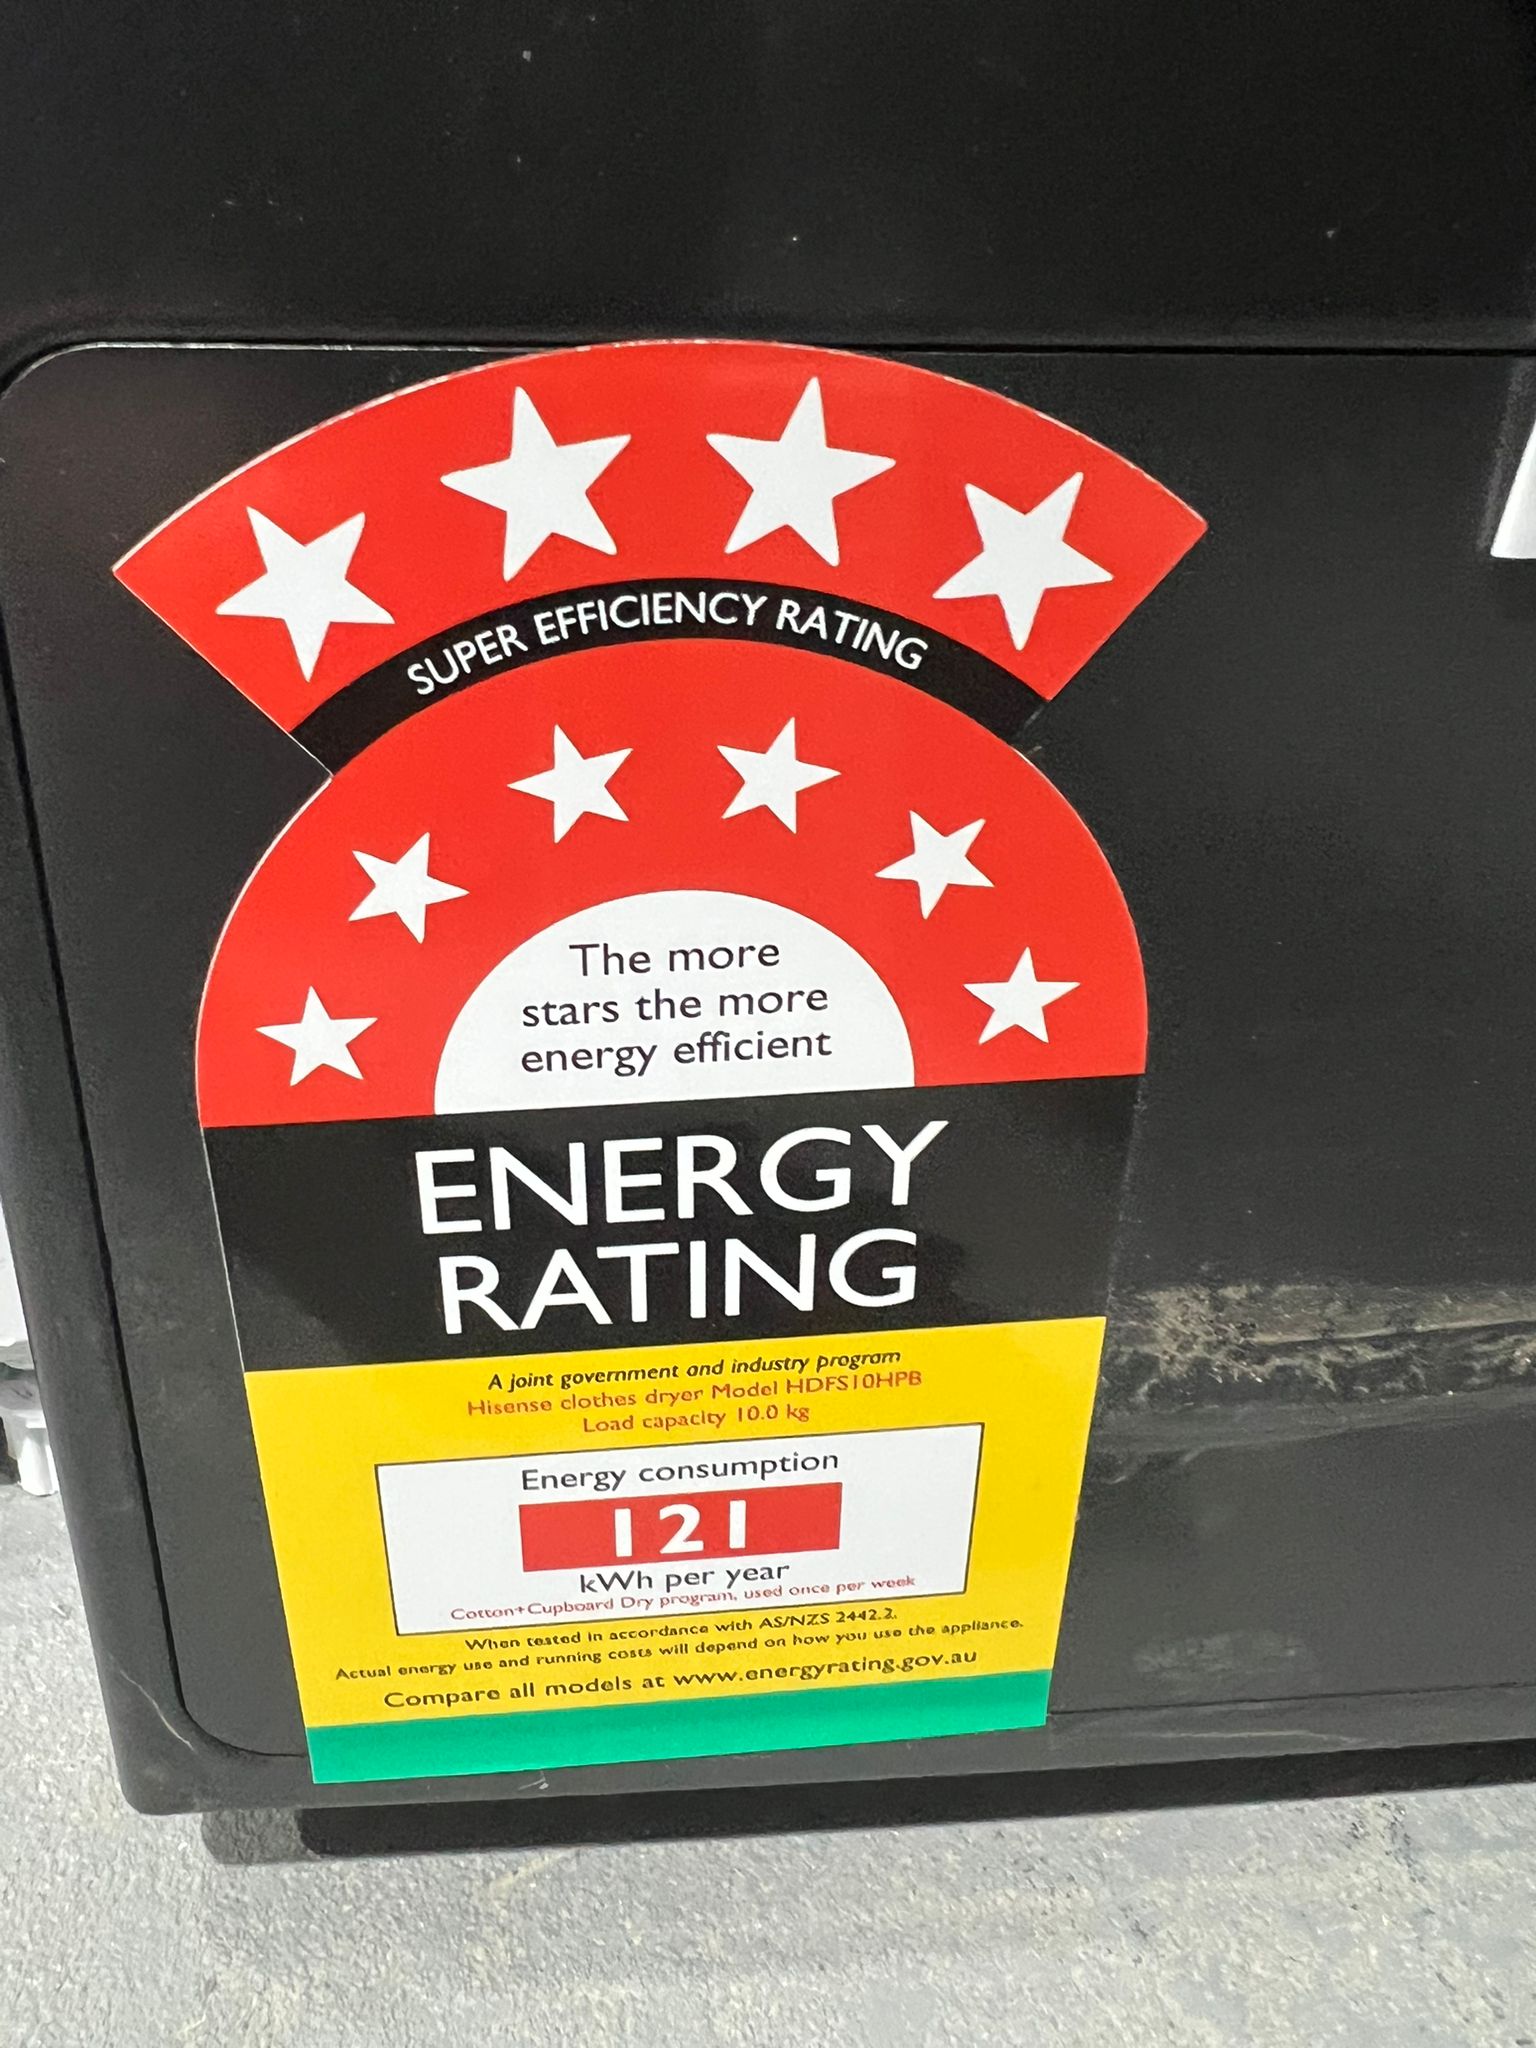 SUPER EFFICIENCY RATING
The more
stars the more
energy efficient
ENERGY
RATING
A joint government and industry program
Hisense clothes dryer Model HDFS10HPB
Load capacity 10.0 kg
Energy consumption
121
kWh per year
Cotton+Cupboard Dry program, used once per week
When tested in accordance with AS/NZS 2442.2.
Actual energy use and running costs will depend on how you use the appliance.
Compare all models at www.energyrating.gov.au